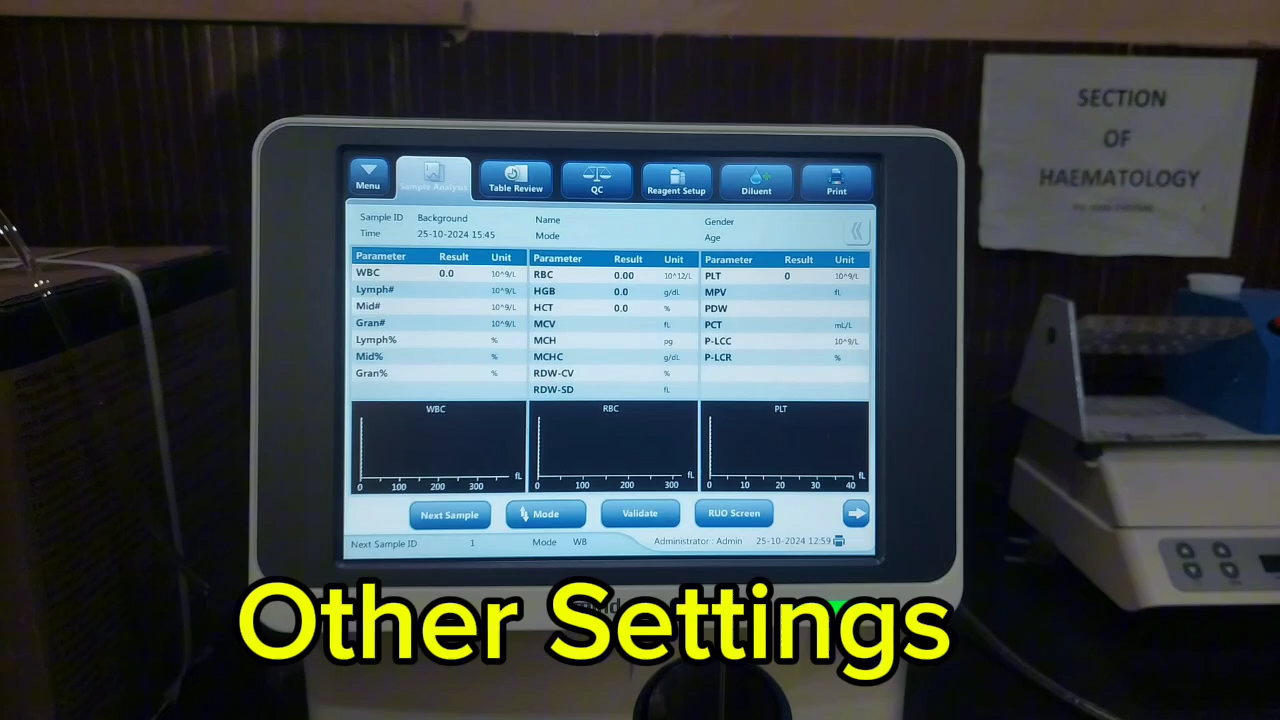 SECTION
OF
HAEMATOLOGY
Menu
Sample Analysis
Table Review
QC
Reagent Setup
Diluent
Print
Sample ID Background Name Gender
Time 25-10-2024 15:45 Mode Age
Parameter Result Unit Parameter Result Unit Parameter Result Unit
WBC 0.0 10^9/L RBC 0.00 10^12/L PLT 0 10^9/L
Lymph# 10^9/L HGB 0.0 g/dL MPV fL
Mid# 10^9/L HCT 0.0 % PDW
Gran# 10^9/L MCV fL PCT mL/L
Lymph% % MCH pg P-LCC 10^9/L
Mid% % MCHC g/dL P-LCR %
Gran% % RDW-CV %
RDW-SD fL
WBC RBC PLT
fL fL fL
0 100 200 300 0 100 200 300 0 10 20 30 40
Next Sample Mode Validate RUO Screen
Next Sample ID 1 Mode WB Administrator : Admin 25-10-2024 12:59
Other Settings